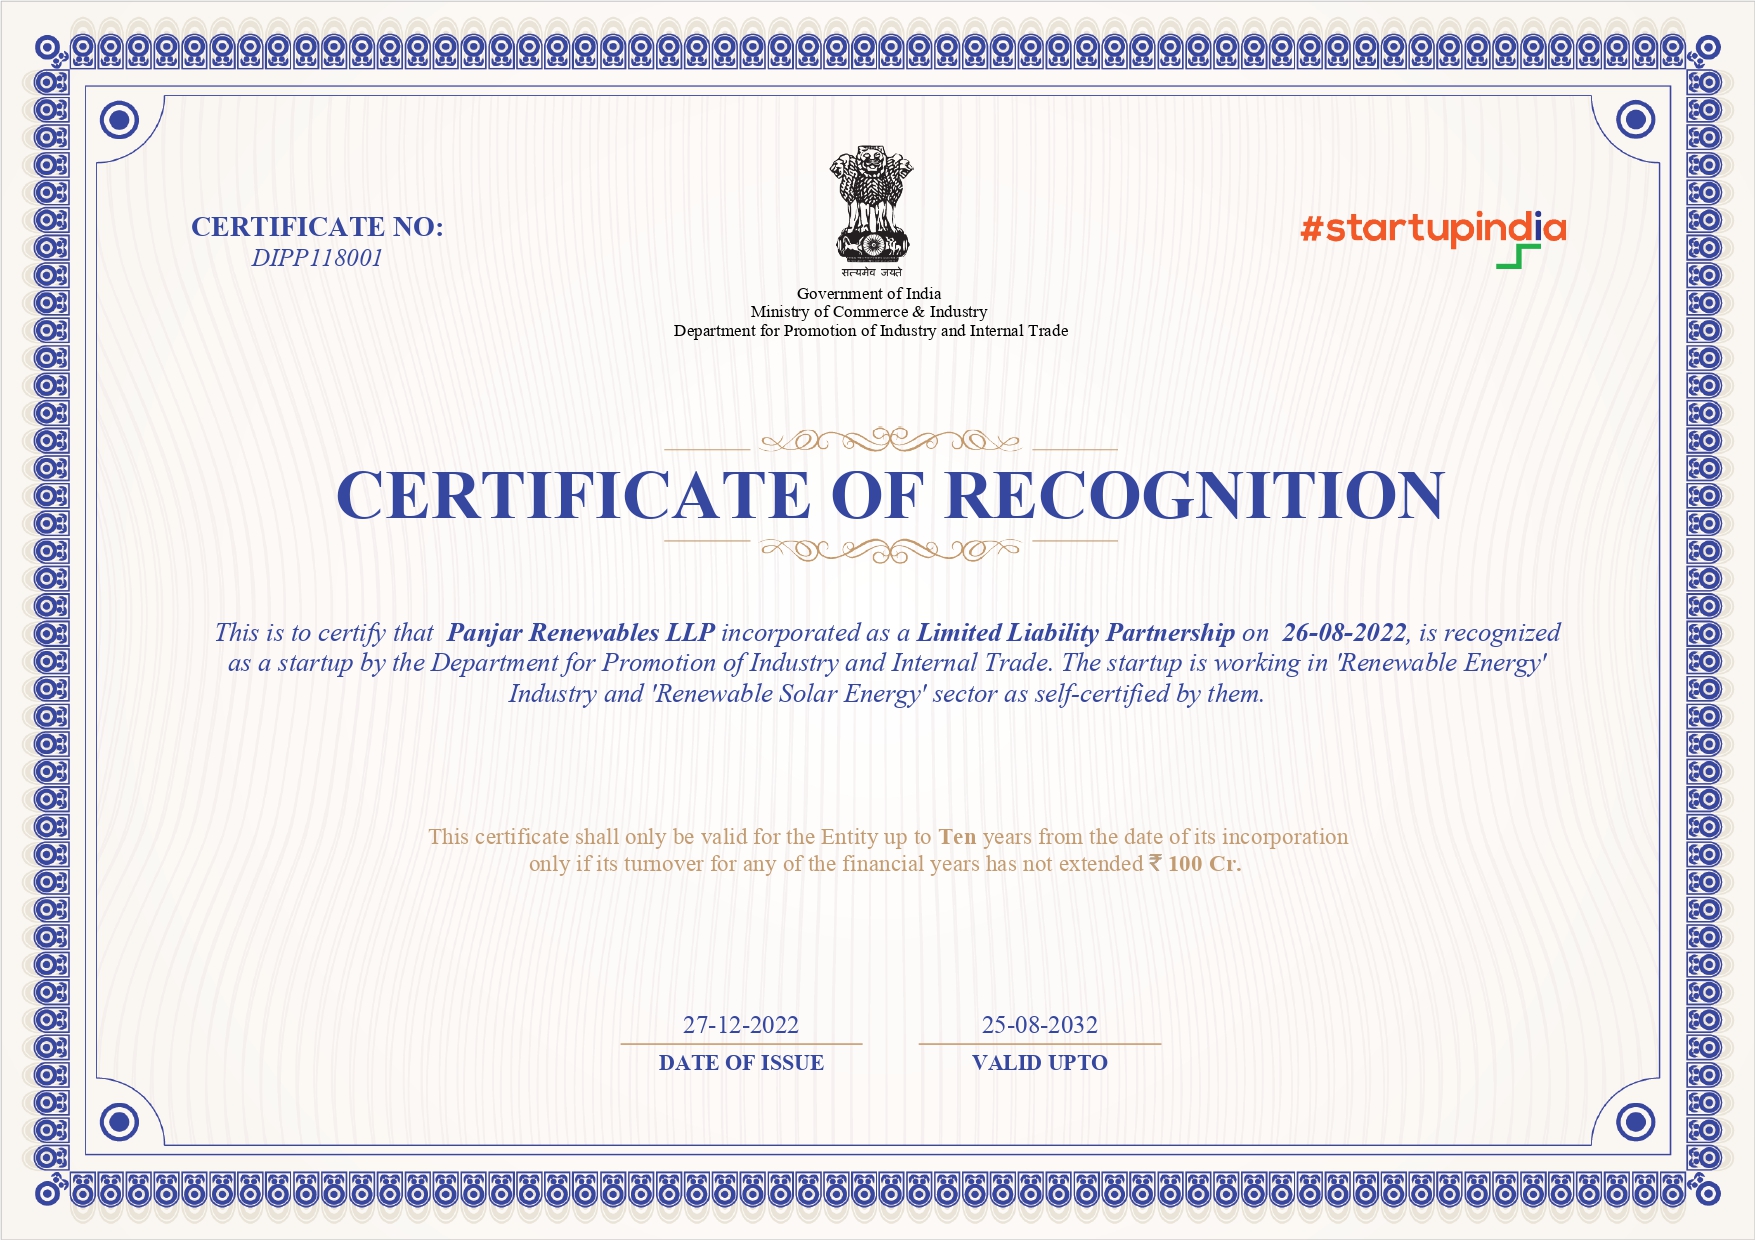 CERTIFICATE NO:
DIPP118001
सत्यमेव जयते
#startupindia
Government of India
Ministry of Commerce & Industry
Department for Promotion of Industry and Internal Trade
CERTIFICATE OF RECOGNITION
This is to certify that Panjar Renewables LLP incorporated as a Limited Liability Partnership on 26-08-2022, is recognized
as a startup by the Department for Promotion of Industry and Internal Trade. The startup is working in 'Renewable Energy'
Industry and 'Renewable Solar Energy' sector as self-certified by them.
This certificate shall only be valid for the Entity up to Ten years from the date of its incorporation
only if its turnover for any of the financial years has not extended ₹ 100 Cr.
27-12-2022
DATE OF ISSUE
25-08-2032
VALID UPTO